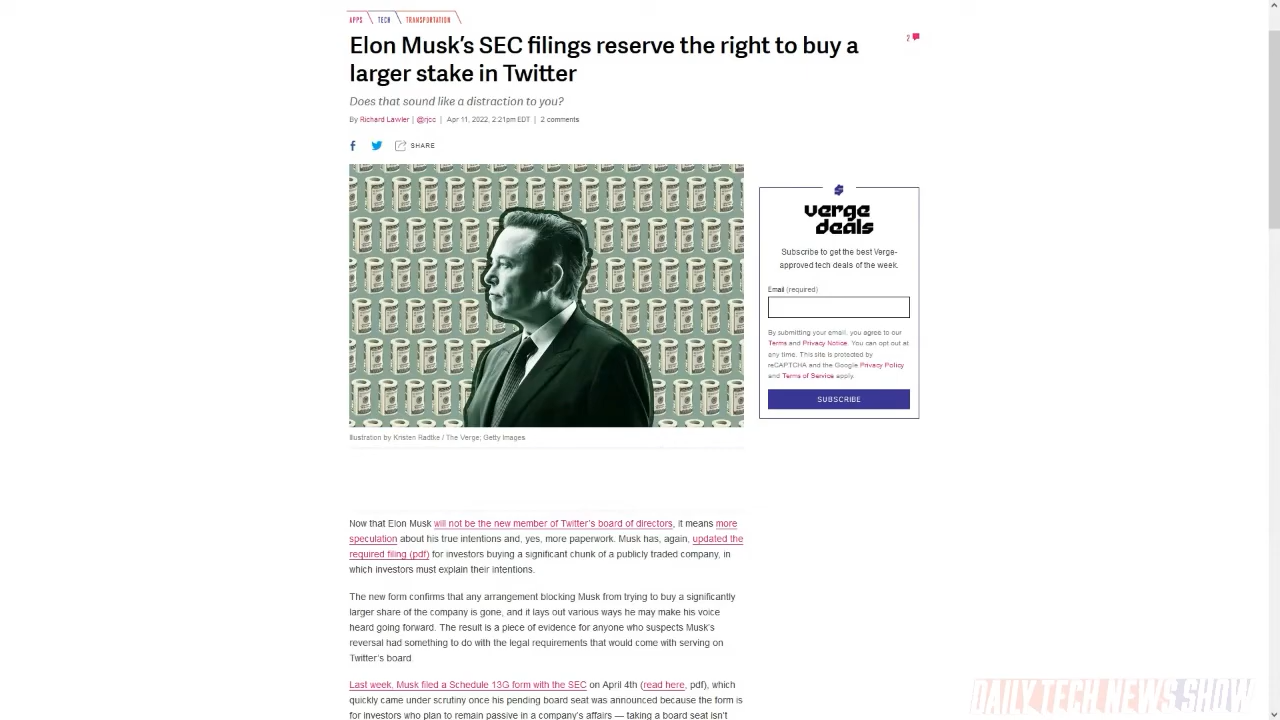 APPS TECH TRANSPORTATION
Elon Musk's SEC filings reserve the right to buy a
larger stake in Twitter
2
Does that sound like a distraction to you?
By Richard Lawler | @rjcc | Apr 11, 2022, 2:21pm EDT | 2 comments
SHARE
Illustration by Kristen Radtke / The Verge; Getty Images
verge
deals
Subscribe to get the best Verge-
approved tech deals of the week.
Email (required)
By submitting your email, you agree to our
Terms and Privacy Notice. You can opt out at
any time. This site is protected by
reCAPTCHA and the Google Privacy Policy
and Terms of Service apply.
SUBSCRIBE
Now that Elon Musk will not be the new member of Twitter's board of directors, it means more
speculation about his true intentions and, yes, more paperwork. Musk has, again, updated the
required filing (pdf) for investors buying a significant chunk of a publicly traded company, in
which investors must explain their intentions.
The new form confirms that any arrangement blocking Musk from trying to buy a significantly
larger share of the company is gone, and it lays out various ways he may make his voice
heard going forward. The result is a piece of evidence for anyone who suspects Musk's
reversal had something to do with the legal requirements that would come with serving on
Twitter's board
Last week, Musk filed a Schedule 13G form with the SEC on April 4th (read here, pdf), which
quickly came under scrutiny once his pending board seat was announced because the form is
for investors who plan to remain passive in a company's affairs — taking a board seat isn't
DAILY TECH NEWS SHOW